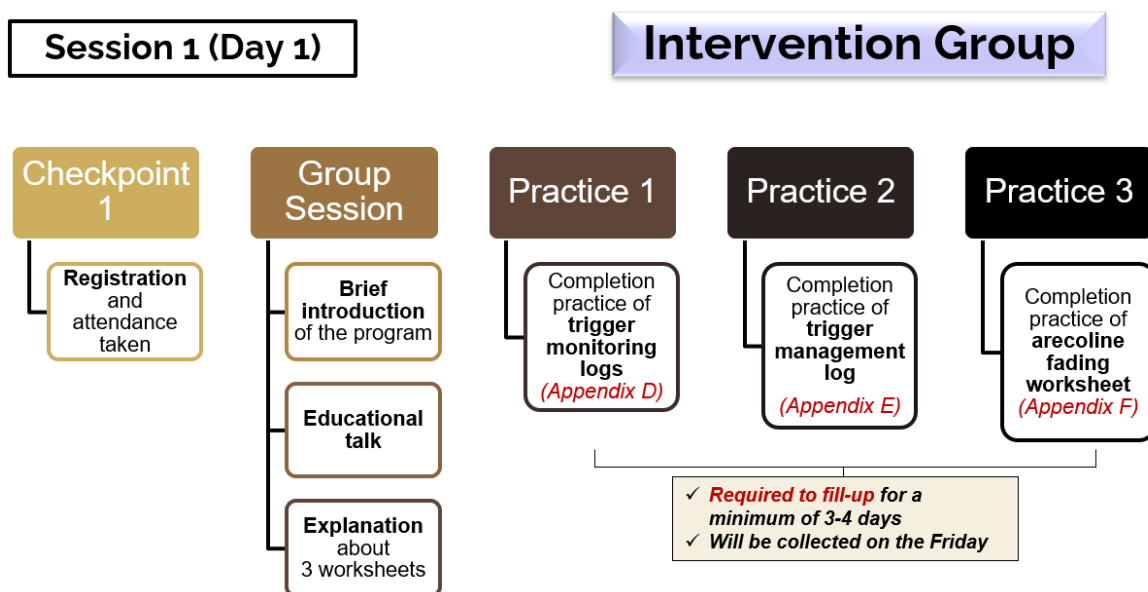 Session 1 (Day 1)
Intervention Group
Checkpoint
1
Registration
and
attendance
taken
Group
Session
Brief
introduction
of the program
Educational
talk
Explanation
about
3 worksheets
Practice 1
Completion
practice of
trigger
monitoring
logs
(Appendix D)
Practice 2
Completion
practice of
trigger
management
log
(Appendix E)
Practice 3
Completion
practice of
arecoline
fading
worksheet
(Appendix F)
✓ Required to fill-up for a
minimum of 3-4 days
✓ Will be collected on the Friday